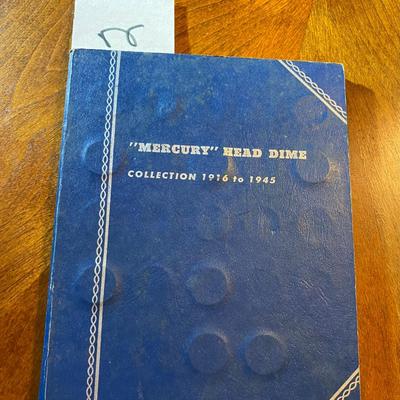 "MERCURY" HEAD DIME
COLLECTION 1916 to 1945